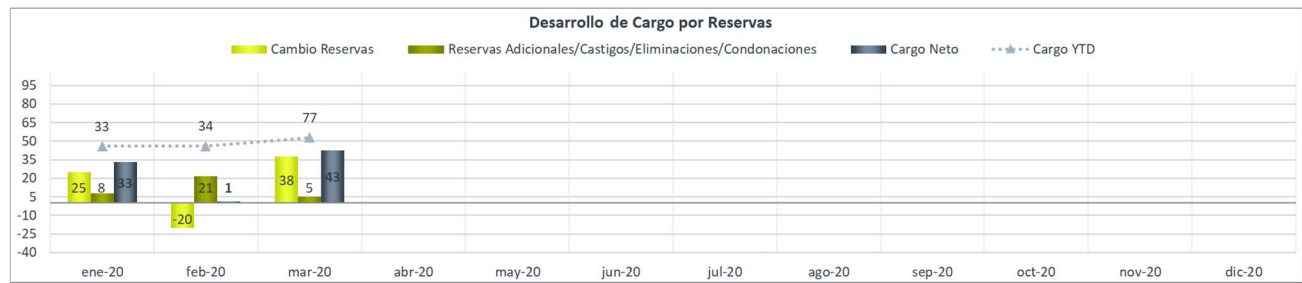 Desarrollo de Cargo por Reservas
Cambio Reservas Reservas Adicionales/Castigos/Eliminaciones/Condonaciones Cargo Neto Cargo YTD
95
80
65
50
35
20
5
-10
-25
-40
33 34 77
25 8 33 -20 21 1 38 5 43
ene-20 feb-20 mar-20 abr-20 may-20 jun-20 jul-20 ago-20 sep-20 oct-20 nov-20 dic-20